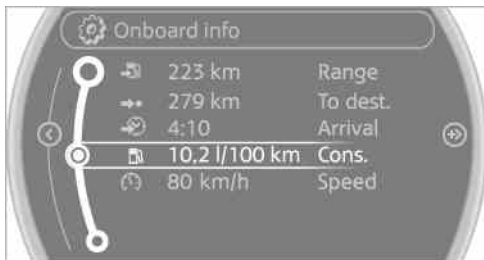 Onboard info
223 km Range
279 km To dest.
4:10 Arrival
10,2 l/100 km Cons.
80 km/h Speed